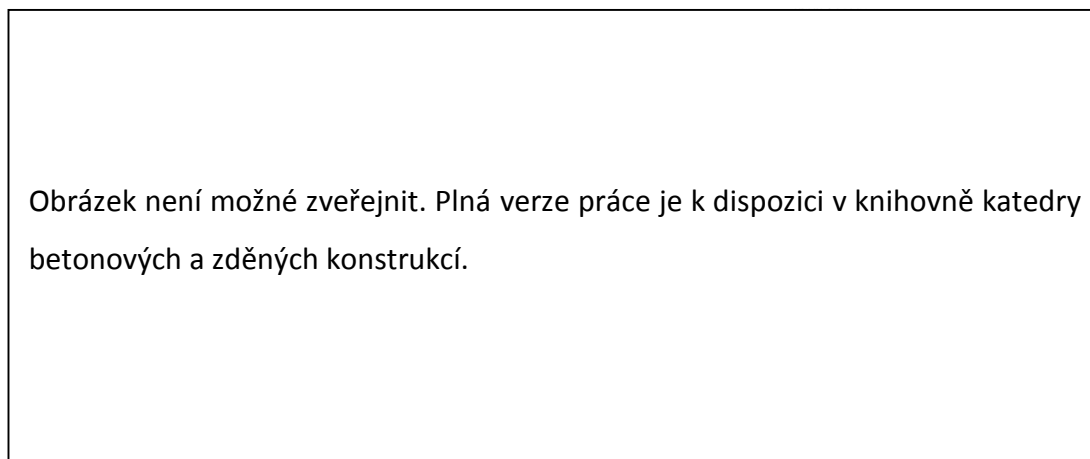 Obrázek není možné zveřejnit. Plná verze práce je k dispozici v knihovně katedry
betonových a zděných konstrukcí.